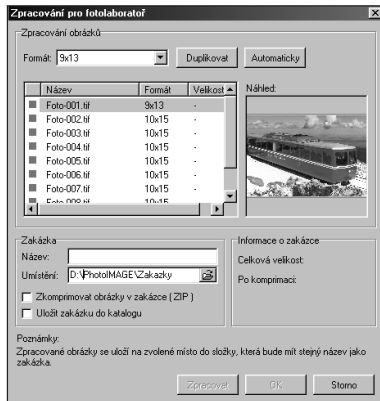 Zpracování pro fotolaboratoř
Zpracování obrázků
Formát: 9x13 Duplikovat Automaticky
Název Formát Velikost Náhled:
Foto-001.tif 9x13 -
Foto-002.tif 10x15 -
Foto-003.tif 10x15 -
Foto-004.tif 10x15 -
Foto-005.tif 10x15 -
Foto-006.tif 10x15 -
Foto-007.tif 10x15 -
Foto-008.tif 10x15
Zakázka
Název:
Umístění: D:\PhotoIMAGE\Zakazky
Zkomprimovat obrázky v zakázce ( ZIP )
Uložit zakázku do katalogu
Informace o zakázce
Celková velikost:
Po komprimaci:
Poznámky:
Zpracované obrázky se uloží na zvolené místo do složky, která bude mít stejný název jako
zakázka.
Zpracovat OK Storno